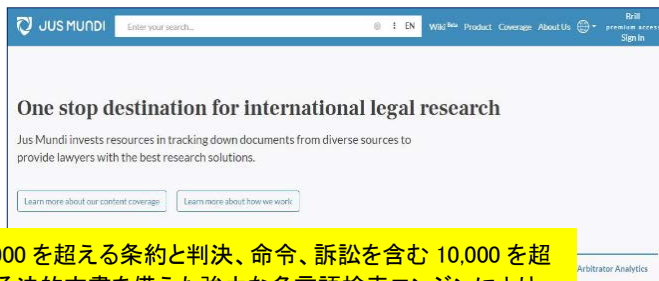 JUS MUNDI
Enter your search...
EN
Wiki Beta Product Coverage About Us
Brill
premium access
Sign In
One stop destination for international legal research
Jus Mundi invests resources in tracking down documents from diverse sources to
provide lawyers with the best research solutions.
Learn more about our content coverage
Learn more about how we work
000 を超える条約と判決、命令、訴訟を含む 10,000 を超
Arbitrator Analytics